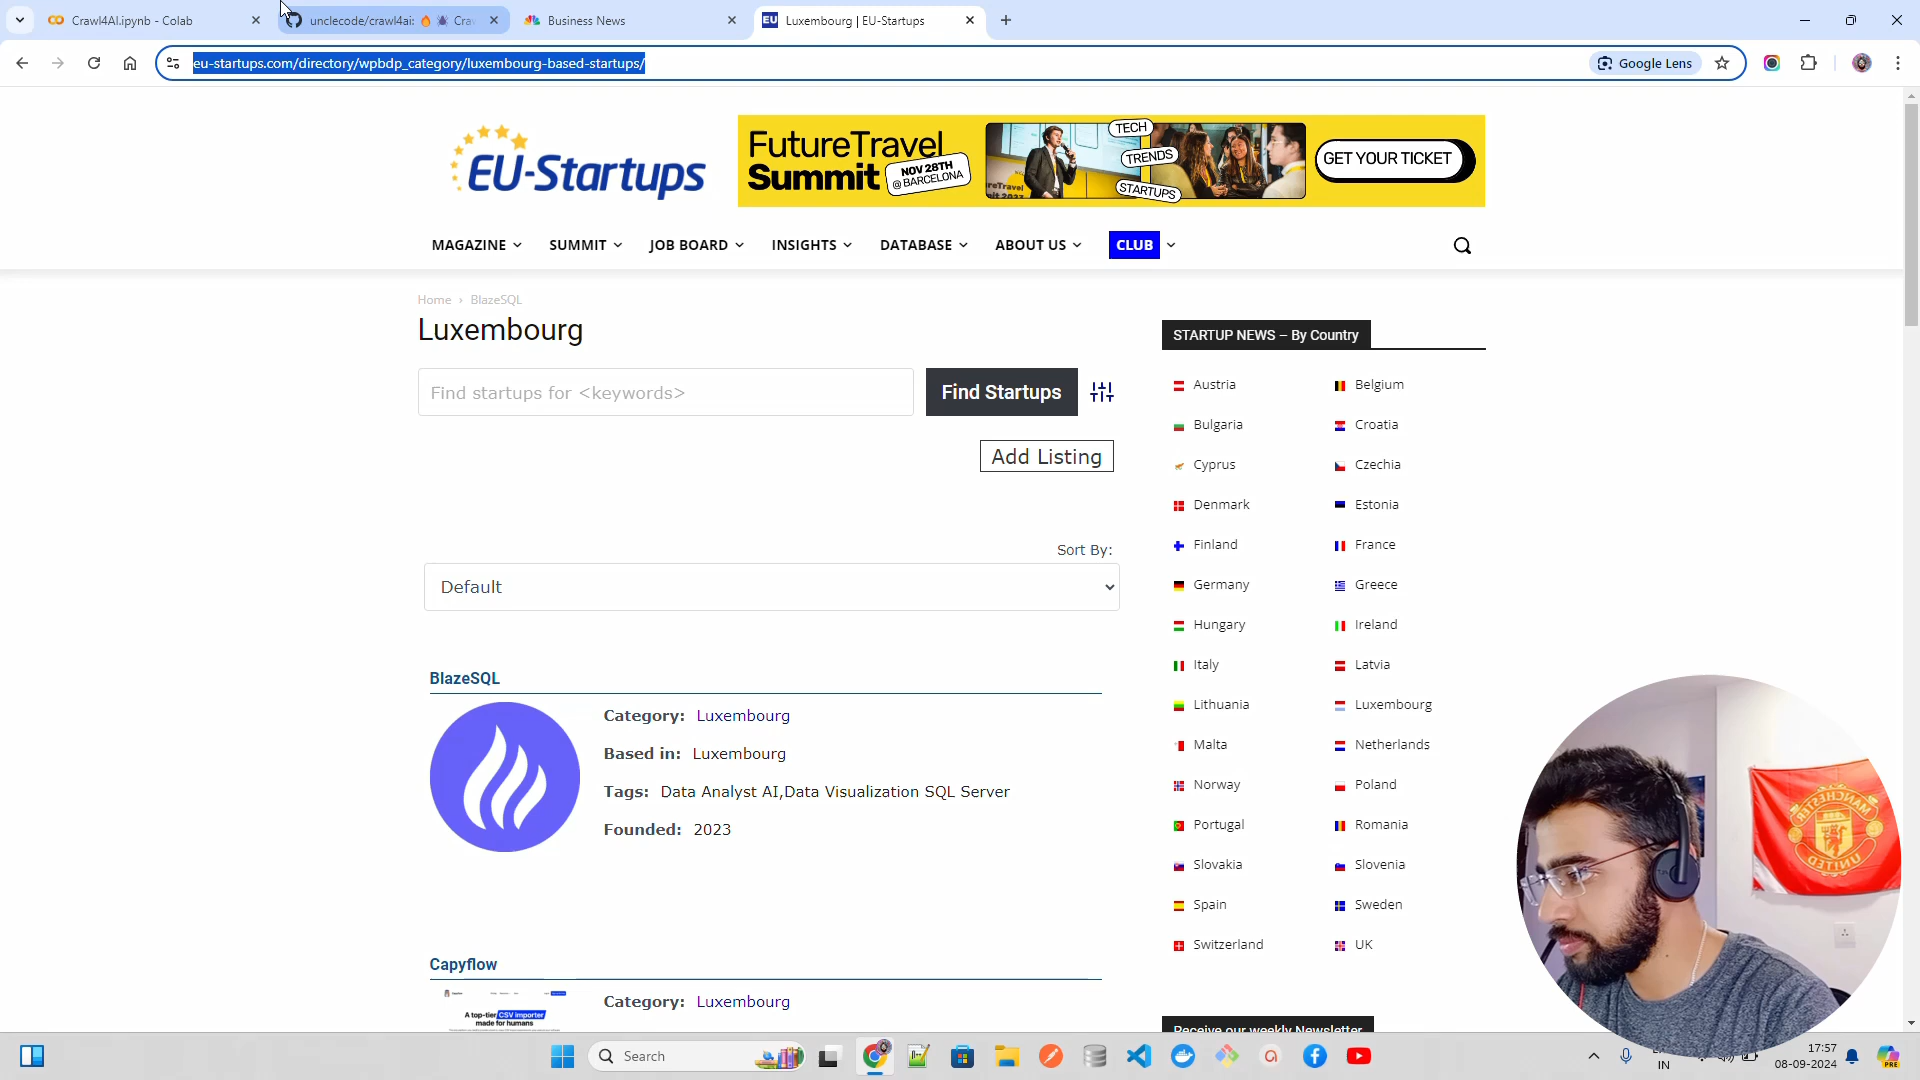 Crawl4AI.ipynb - Colab
unclecode/crawl4ai: 🔥🕷️ Craw
Business News
EU Luxembourg | EU-Startups
eu-startups.com/directory/wpbdp_category/luxembourg-based-startups/
Google Lens
EU-Startups
FutureTravel
Summit
NOV 28TH
@ BARCELONA
TECH
TRENDS
STARTUPS
GET YOUR TICKET
MAGAZINE
SUMMIT
JOB BOARD
INSIGHTS
DATABASE
ABOUT US
CLUB
Home › BlazeSQL
Luxembourg
Find startups for <keywords>
Find Startups
Add Listing
Sort By:
Default
BlazeSQL
Category: Luxembourg
Based in: Luxembourg
Tags: Data Analyst AI,Data Visualization SQL Server
Founded: 2023
Capyflow
A top-tier CSV importer
made for humans
Category: Luxembourg
STARTUP NEWS – By Country
Austria
Belgium
Bulgaria
Croatia
Cyprus
Czechia
Denmark
Estonia
Finland
France
Germany
Greece
Hungary
Ireland
Italy
Latvia
Lithuania
Luxembourg
Malta
Netherlands
Norway
Poland
Portugal
Romania
Slovakia
Slovenia
Spain
Sweden
Switzerland
UK
Receive our weekly Newsletter
MANCHESTER
UNITED
Search
IN
17:57
08-09-2024
PRE